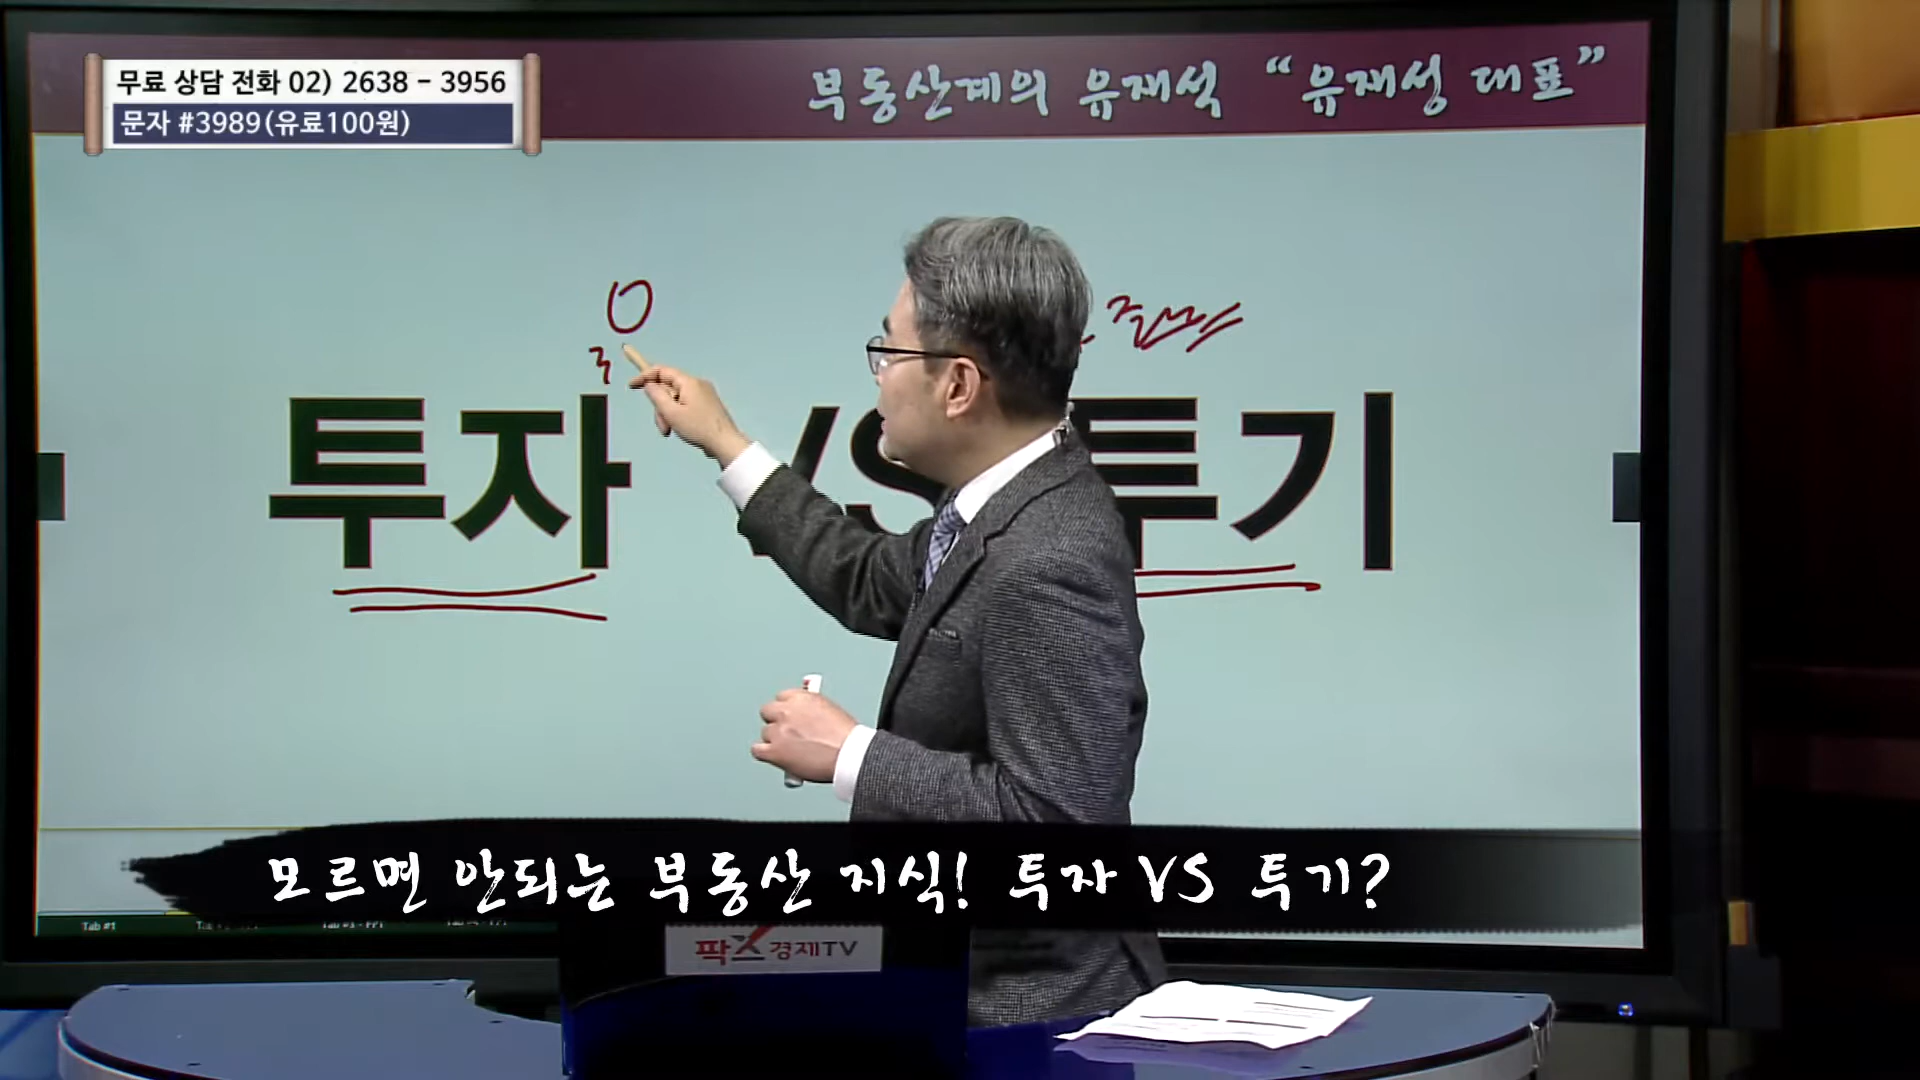 부동산계의 유재석 "유재성 대표"
무료 상담 전화 02) 2638 - 3956
문자 #3989(유료100원)
투자 VS 투기
모르면 안되는 부동산 지식! 투자 VS 투기?
Tab #1
팍스경제TV